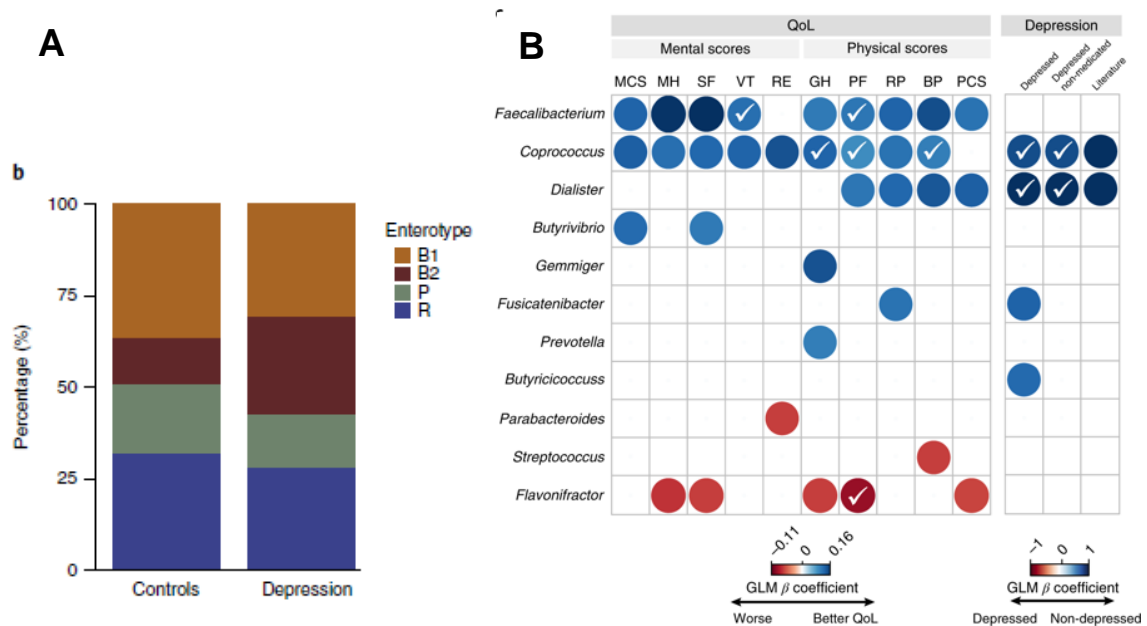 A
b
100
75
50
25
0
Percentage (%)
Controls
Depression
Enterotype
B1
B2
P
R
B
QoL
Depression
Mental scores
Physical scores
MCS MH SF VT RE GH PF RP BP PCS
Depressed
Depressed
non-medicated
Literature
Faecalibacterium
Coprococcus
Dialister
Butyrivibrio
Gemmiger
Fusicatenibacter
Prevotella
Butyricicoccuss
Parabacteroides
Streptococcus
Flavonifractor
−0.11
0
0.16
GLM β coefficient
Worse
Better QoL
−1
0
1
GLM β coefficient
Depressed
Non-depressed